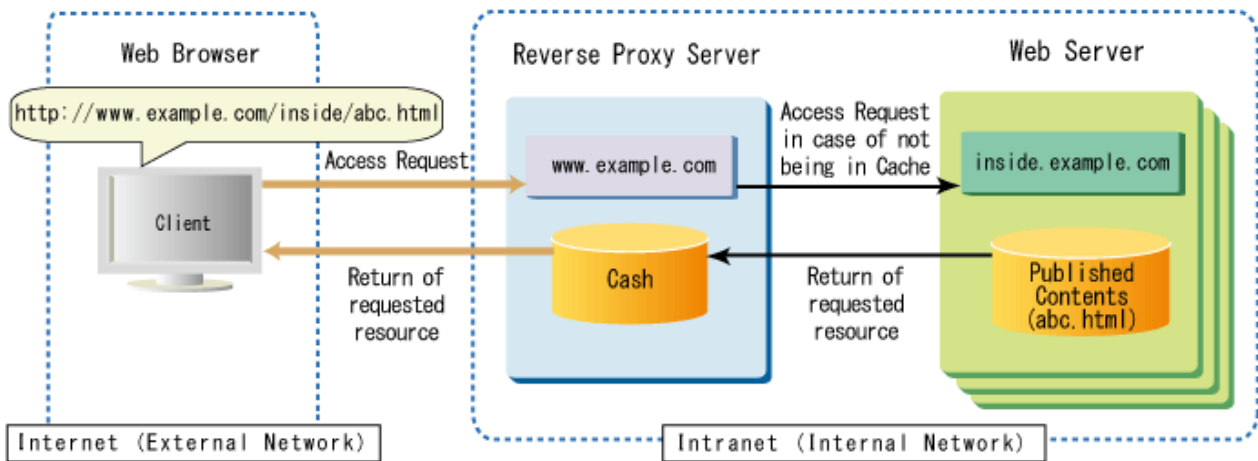 Web Browser
Reverse Proxy Server
Web Server
http://www.example.com/inside/abc.html
Access Request
Access Request
in case of not
being in Cache
www.example.com
inside.example.com
Client
Cash
Return of
requested
resource
Return of
requested
resource
Published
Contents
(abc.html)
Internet (External Network)
Intranet (Internal Network)